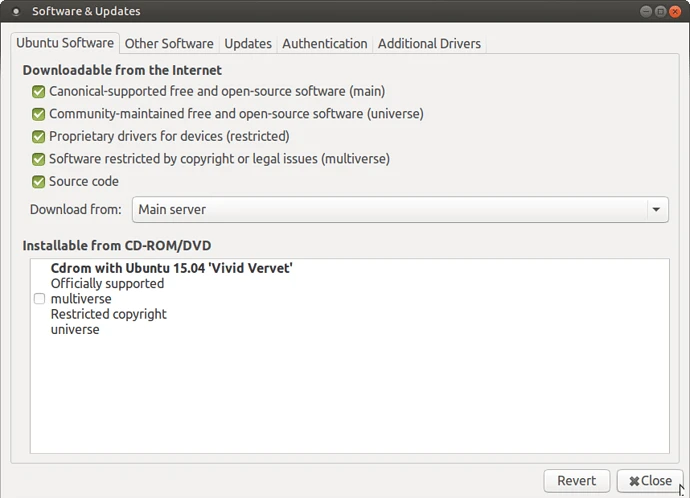 Software & Updates
Ubuntu Software Other Software Updates Authentication Additional Drivers
Downloadable from the Internet
Canonical-supported free and open-source software (main)
Community-maintained free and open-source software (universe)
Proprietary drivers for devices (restricted)
Software restricted by copyright or legal issues (multiverse)
Source code
Download from: Main server
Installable from CD-ROM/DVD
Cdrom with Ubuntu 15.04 'Vivid Vervet'
Officially supported
multiverse
Restricted copyright
universe
Revert Close